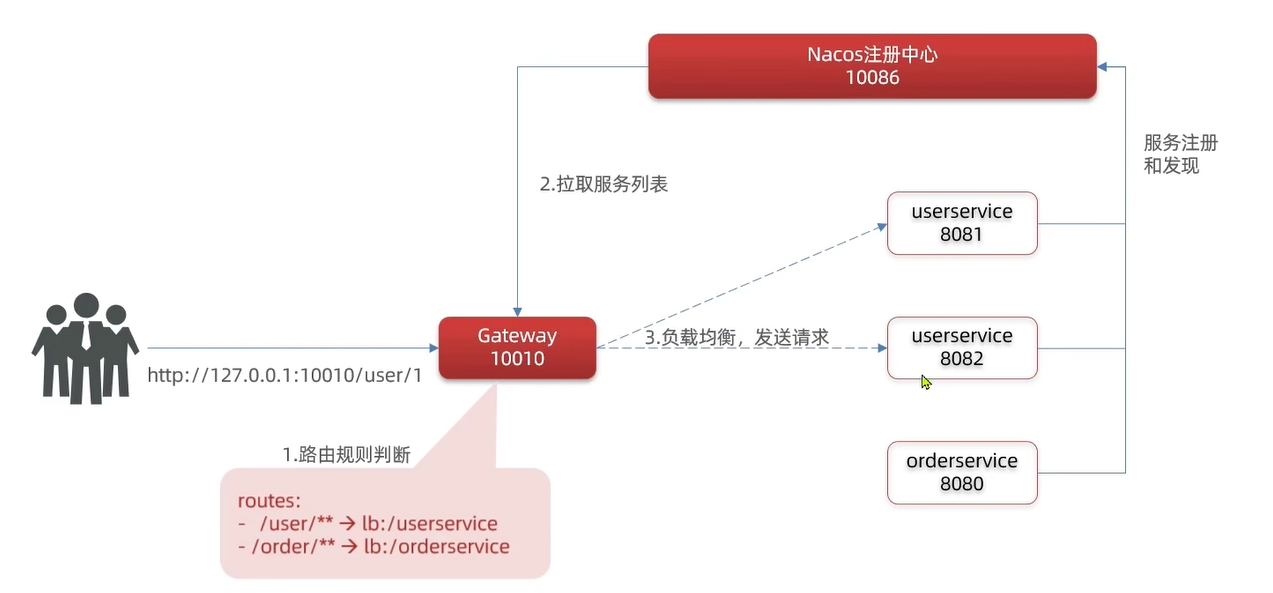 Nacos注册中心
10086
服务注册
和发现
2.拉取服务列表
userservice
8081
Gateway
10010
3.负载均衡，发送请求
userservice
8082
http://127.0.0.1:10010/user/1
1.路由规则判断
orderservice
8080
routes:
- /user/** → lb:/userservice
- /order/** → lb:/orderservice